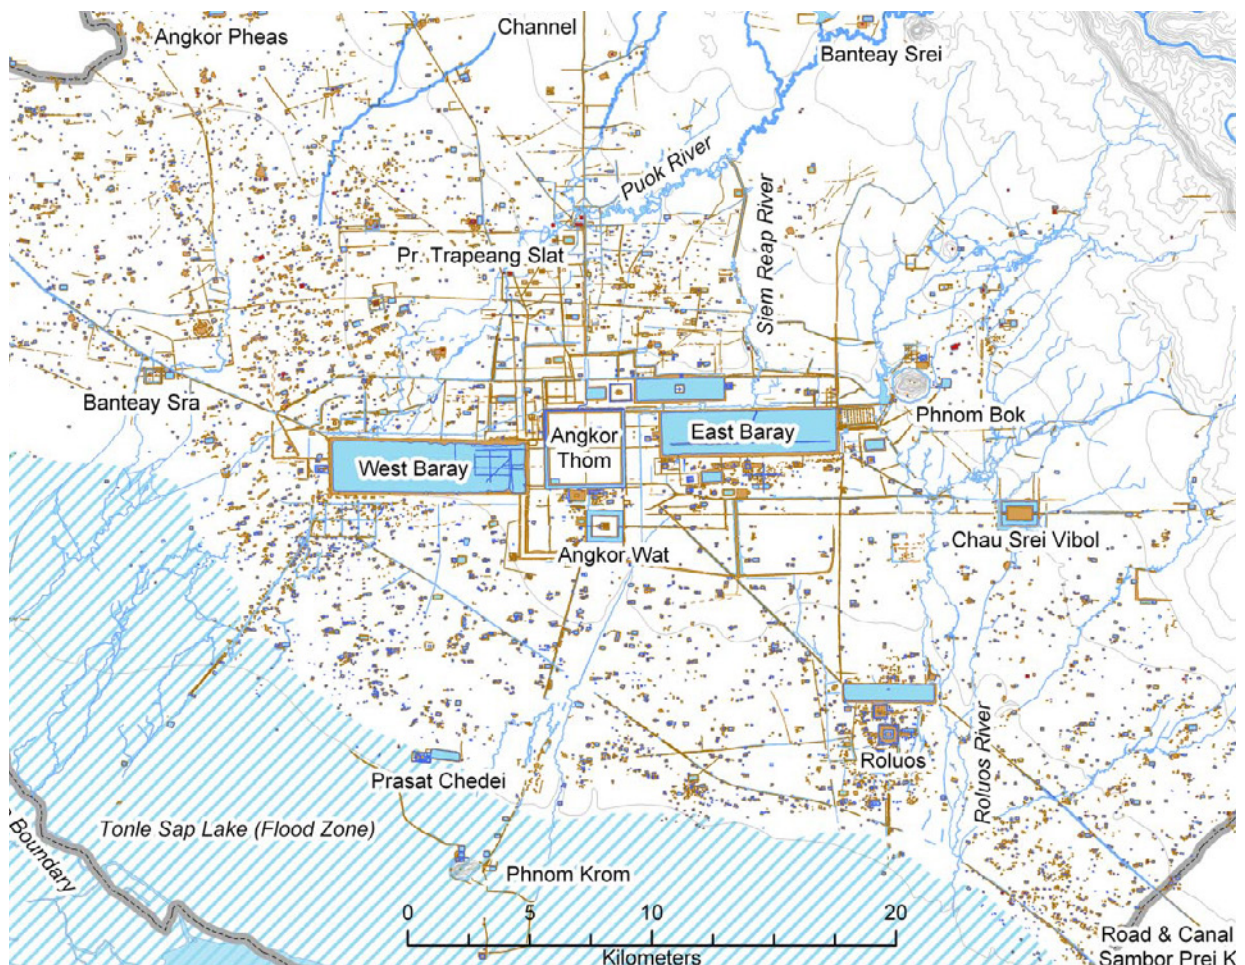 Angkor Pheas
Channel
Banteay Srei
Puok River
Siem Reap River
Pr. Trapeang Slat
Banteay Sra
Phnom Bok
Angkor
Thom
East Baray
West Baray
Chau Srei Vibol
Angkor Wat
Roluos River
Roluos
Prasat Chedei
Tonle Sap Lake (Flood Zone)
Boundary
Phnom Krom
0 5 10 20
Kilometers
Road & Canal
Sambor Prei K